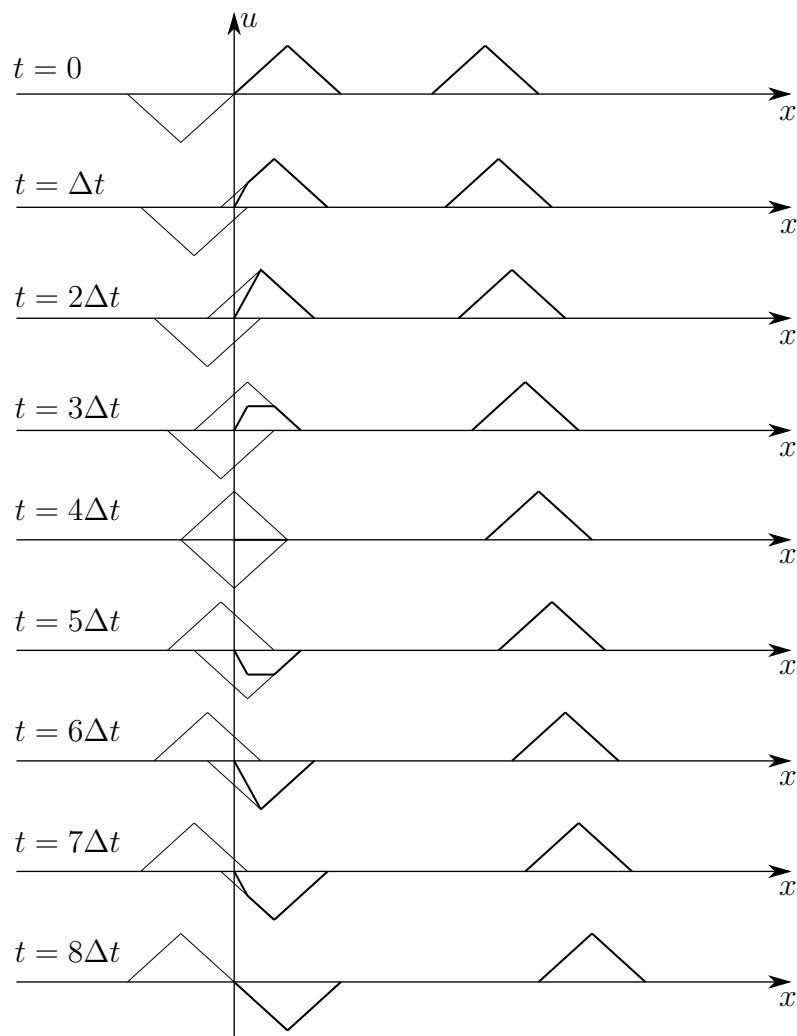 u
t = 0
x
t = Δt
x
t = 2Δt
x
t = 3Δt
x
t = 4Δt
x
t = 5Δt
x
t = 6Δt
x
t = 7Δt
x
t = 8Δt
x